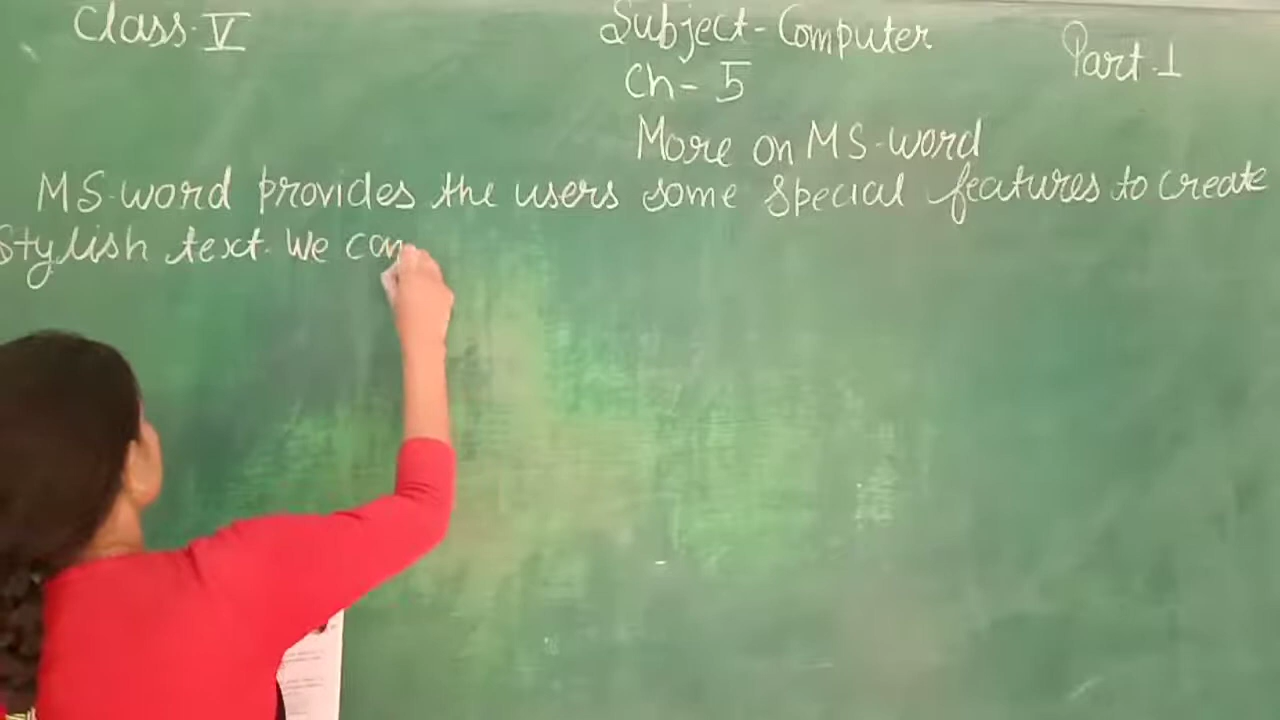 Class-V Subject-Computer Part-1
Ch-5
More on MS-word
MS-word provides the users some special features to create
Stylish text. We can